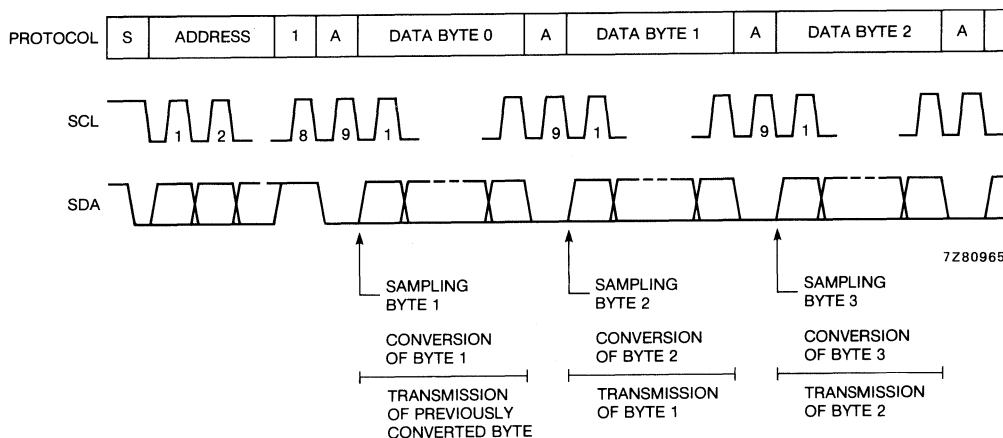 PROTOCOL S ADDRESS 1 A DATA BYTE 0 A DATA BYTE 1 A DATA BYTE 2 A
SCL 1 2 8 9 1 9 1 9 1
SDA
7Z80965
SAMPLING BYTE 1
SAMPLING BYTE 2
SAMPLING BYTE 3
CONVERSION OF BYTE 1
CONVERSION OF BYTE 2
CONVERSION OF BYTE 3
TRANSMISSION OF PREVIOUSLY CONVERTED BYTE
TRANSMISSION OF BYTE 1
TRANSMISSION OF BYTE 2